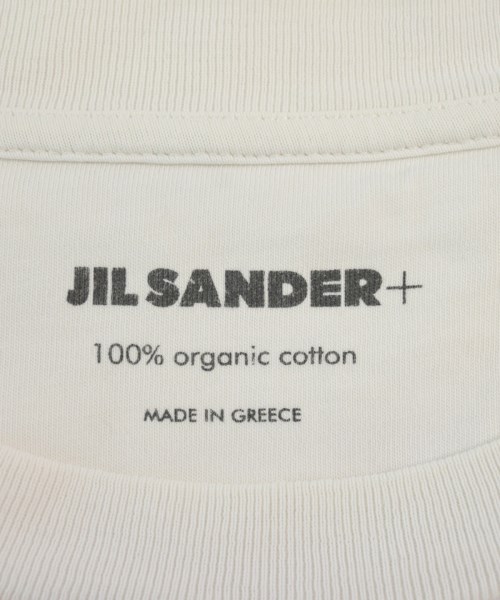 JIL SANDER+
100% organic cotton
MADE IN GREECE